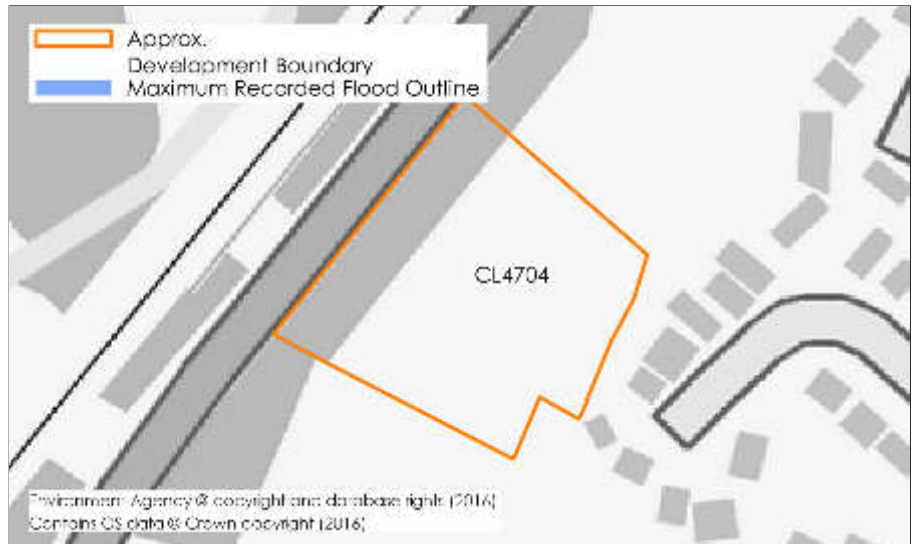 Approx.
Development Boundary
Maximum Recorded Flood Outline
CL4704
Environment Agency © copyright and database rights (2016)
Contains OS data © Crown copyright (2016)